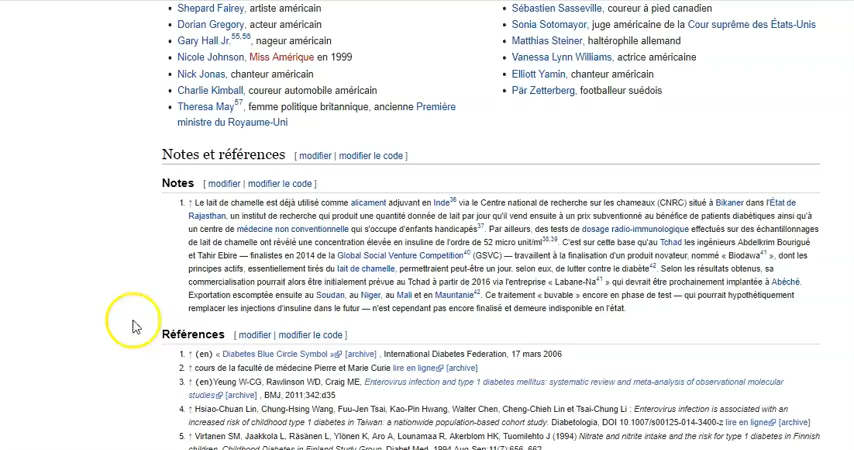 Shepard Fairey, artiste américain
Dorian Gregory, acteur américain
Gary Hall Jr.55,56, nageur américain
Nicole Johnson, Miss Amérique en 1999
Nick Jonas, chanteur américain
Charlie Kimball, coureur automobile américain
Theresa May57, femme politique britannique, ancienne Première
ministre du Royaume-Uni
Sébastien Sasseville, coureur à pied canadien
Sonia Sotomayor, juge américaine de la Cour suprême des États-Unis
Matthias Steiner, haltérophile allemand
Vanessa Lynn Williams, actrice américaine
Elliott Yamin, chanteur américain
Pär Zetterberg, footballeur suédois
Notes et références [ modifier | modifier le code ]
Notes [ modifier | modifier le code ]
1. ↑ Le lait de chamelle est déjà utilisé comme alicament adjuvant en Inde36 via le Centre national de recherche sur les chameaux (CNRC) situé à Bikaner dans l'État de
Rajasthan, un institut de recherche qui produit une quantité donnée de lait par jour qu'il vend ensuite à un prix subventionné au bénéfice de patients diabétiques ainsi qu'à
un centre de médecine non conventionnelle qui s'occupe d'enfants handicapés37. Par ailleurs, des tests de dosage radio-immunologique effectués sur des échantillonnages
de lait de chamelle ont révélé une concentration élevée en insuline de l'ordre de 52 micro unit/ml38,39. C'est sur cette base qu'au Tchad les ingénieurs Abdelkrim Bourigué
et Tahir Ebire — finalistes en 2014 de la Global Social Venture Competition40 (GSVC) — travaillent à la finalisation d'un produit novateur, nommé « Biodawa41 », dont les
principes actifs, essentiellement tirés du lait de chamelle, permettraient peut-être un jour, selon eux, de lutter contre le diabète42. Selon les résultats obtenus, sa
commercialisation pourrait alors être initialement prévue au Tchad à partir de 2016 via l'entreprise « Labane-Na41 » qui devrait être prochainement implantée à Abéché.
Exportation escomptée ensuite au Soudan, au Niger, au Mali et en Mauritanie42. Ce traitement « buvable » encore en phase de test — qui pourrait hypothétiquement
remplacer les injections d'insuline dans le futur — n'est cependant pas encore finalisé et demeure indisponible en l'état.
Références [ modifier | modifier le code ]
1. ↑ (en) « Diabetes Blue Circle Symbol » [archive] , International Diabetes Federation, 17 mars 2006
2. ↑ cours de la faculté de médecine Pierre et Marie Curie lire en ligne [archive]
3. ↑ (en)Yeung W-CG, Rawlinson WD, Craig ME, Enterovirus infection and type 1 diabetes mellitus: systematic review and meta-analysis of observational molecular
studies [archive] , BMJ, 2011;342:d35
4. ↑ Hsiao-Chuan Lin, Chung-Hsing Wang, Fuu-Jen Tsai, Kao-Pin Hwang, Walter Chen, Cheng-Chieh Lin et Tsai-Chung Li : Enterovirus infection is associated with an
increased risk of childhood type 1 diabetes in Taiwan: a nationwide population-based cohort study. Diabetologia, DOI 10.1007/s00125-014-3400-z lire en ligne [archive]
5. ↑ Virtanen SM, Jaakkola L, Räsänen L, Ylönen K, Aro A, Lounamaa R, Akerblom HK, Tuomilehto J (1994) Nitrate and nitrite intake and the risk for type 1 diabetes in Finnish
children. Childhood Diabetes in Finland Study Group. Diabet Med. 1994 Aug-Sep;11(7):656–662